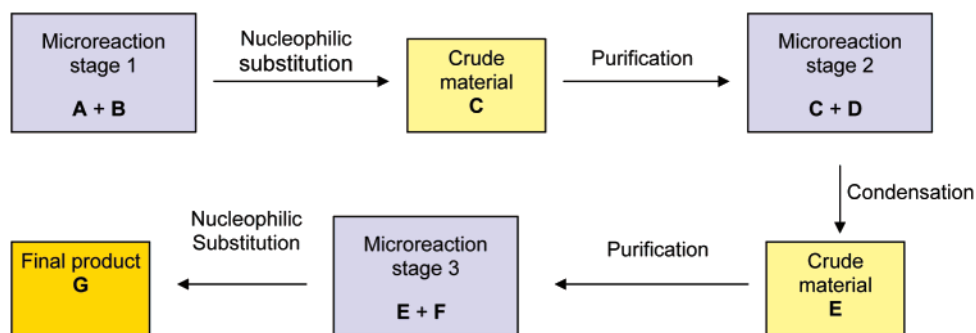 Microreaction
stage 1
A + B
Nucleophilic
substitution
Crude
material
C
Purification
Microreaction
stage 2
C + D
Condensation
Crude
material
E
Purification
Microreaction
stage 3
E + F
Nucleophilic
Substitution
Final product
G